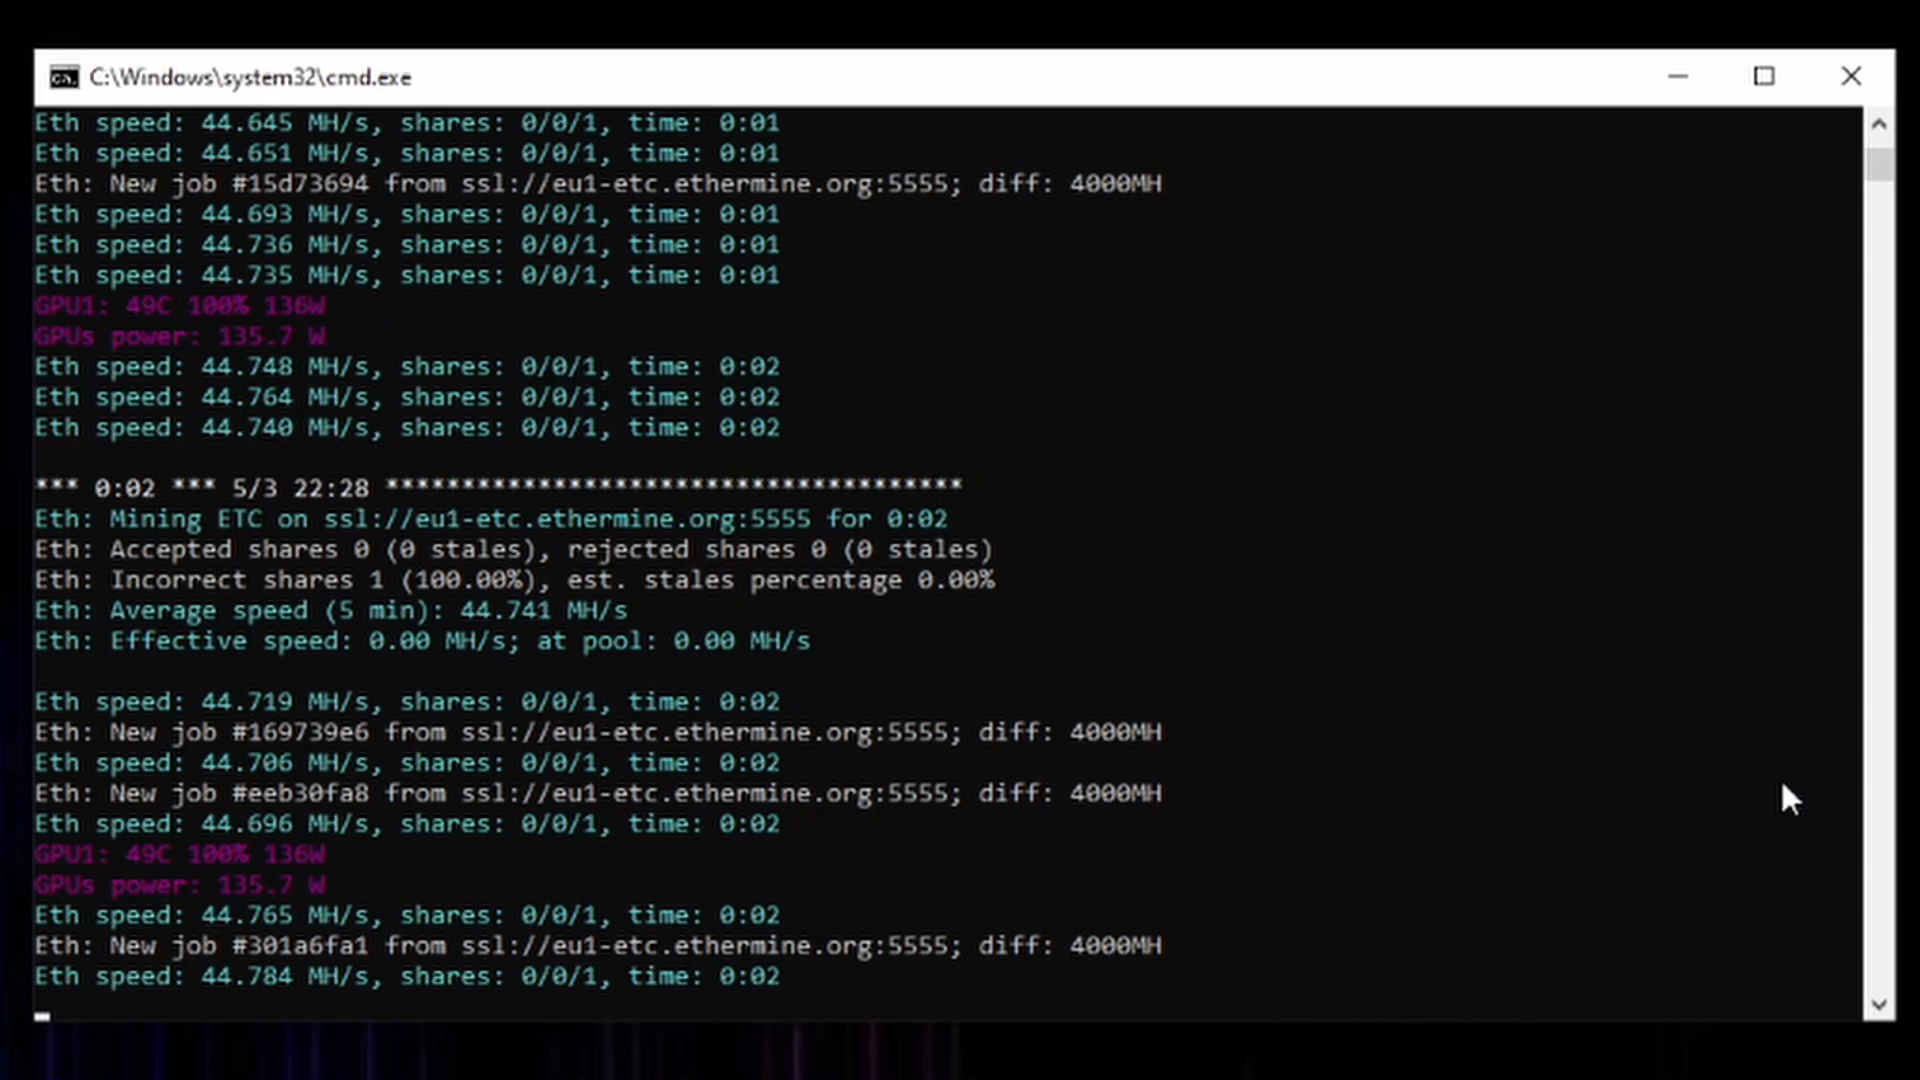 C:\Windows\system32\cmd.exe
Eth speed: 44.645 MH/s, shares: 0/0/1, time: 0:01
Eth speed: 44.651 MH/s, shares: 0/0/1, time: 0:01
Eth: New job #15d73694 from ssl://eu1-etc.ethermine.org:5555; diff: 4000MH
Eth speed: 44.693 MH/s, shares: 0/0/1, time: 0:01
Eth speed: 44.736 MH/s, shares: 0/0/1, time: 0:01
Eth speed: 44.735 MH/s, shares: 0/0/1, time: 0:01
GPU1: 49C 100% 136W
GPUs power: 135.7 W
Eth speed: 44.748 MH/s, shares: 0/0/1, time: 0:02
Eth speed: 44.764 MH/s, shares: 0/0/1, time: 0:02
Eth speed: 44.740 MH/s, shares: 0/0/1, time: 0:02
*** 0:02 *** 5/3 22:28 **************************************
Eth: Mining ETC on ssl://eu1-etc.ethermine.org:5555 for 0:02
Eth: Accepted shares 0 (0 stales), rejected shares 0 (0 stales)
Eth: Incorrect shares 1 (100.00%), est. stales percentage 0.00%
Eth: Average speed (5 min): 44.741 MH/s
Eth: Effective speed: 0.00 MH/s; at pool: 0.00 MH/s
Eth speed: 44.719 MH/s, shares: 0/0/1, time: 0:02
Eth: New job #169739e6 from ssl://eu1-etc.ethermine.org:5555; diff: 4000MH
Eth speed: 44.706 MH/s, shares: 0/0/1, time: 0:02
Eth: New job #eeb30fa8 from ssl://eu1-etc.ethermine.org:5555; diff: 4000MH
Eth speed: 44.696 MH/s, shares: 0/0/1, time: 0:02
GPU1: 49C 100% 136W
GPUs power: 135.7 W
Eth speed: 44.765 MH/s, shares: 0/0/1, time: 0:02
Eth: New job #301a6fa1 from ssl://eu1-etc.ethermine.org:5555; diff: 4000MH
Eth speed: 44.784 MH/s, shares: 0/0/1, time: 0:02